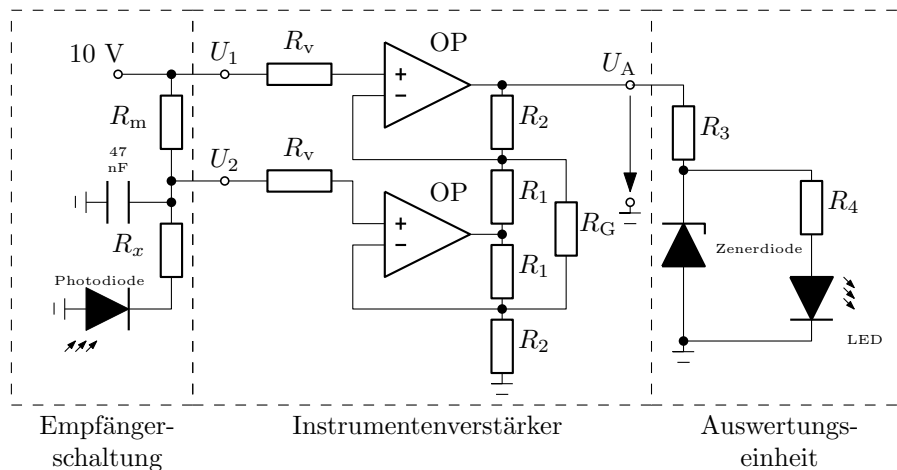 10 V
U1
Rv
OP
UA
+
−
Rm
R2
R3
47
nF
U2
Rv
OP
R1
RG
R4
+
−
Rx
R1
Zenerdiode
Photodiode
R2
LED
Empfänger-
schaltung
Instrumentenverstärker
Auswertungs-
einheit